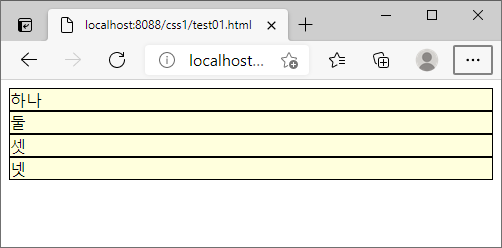 localhost:8088/css1/test01.html
localhost...
하나
둘
셋
넷